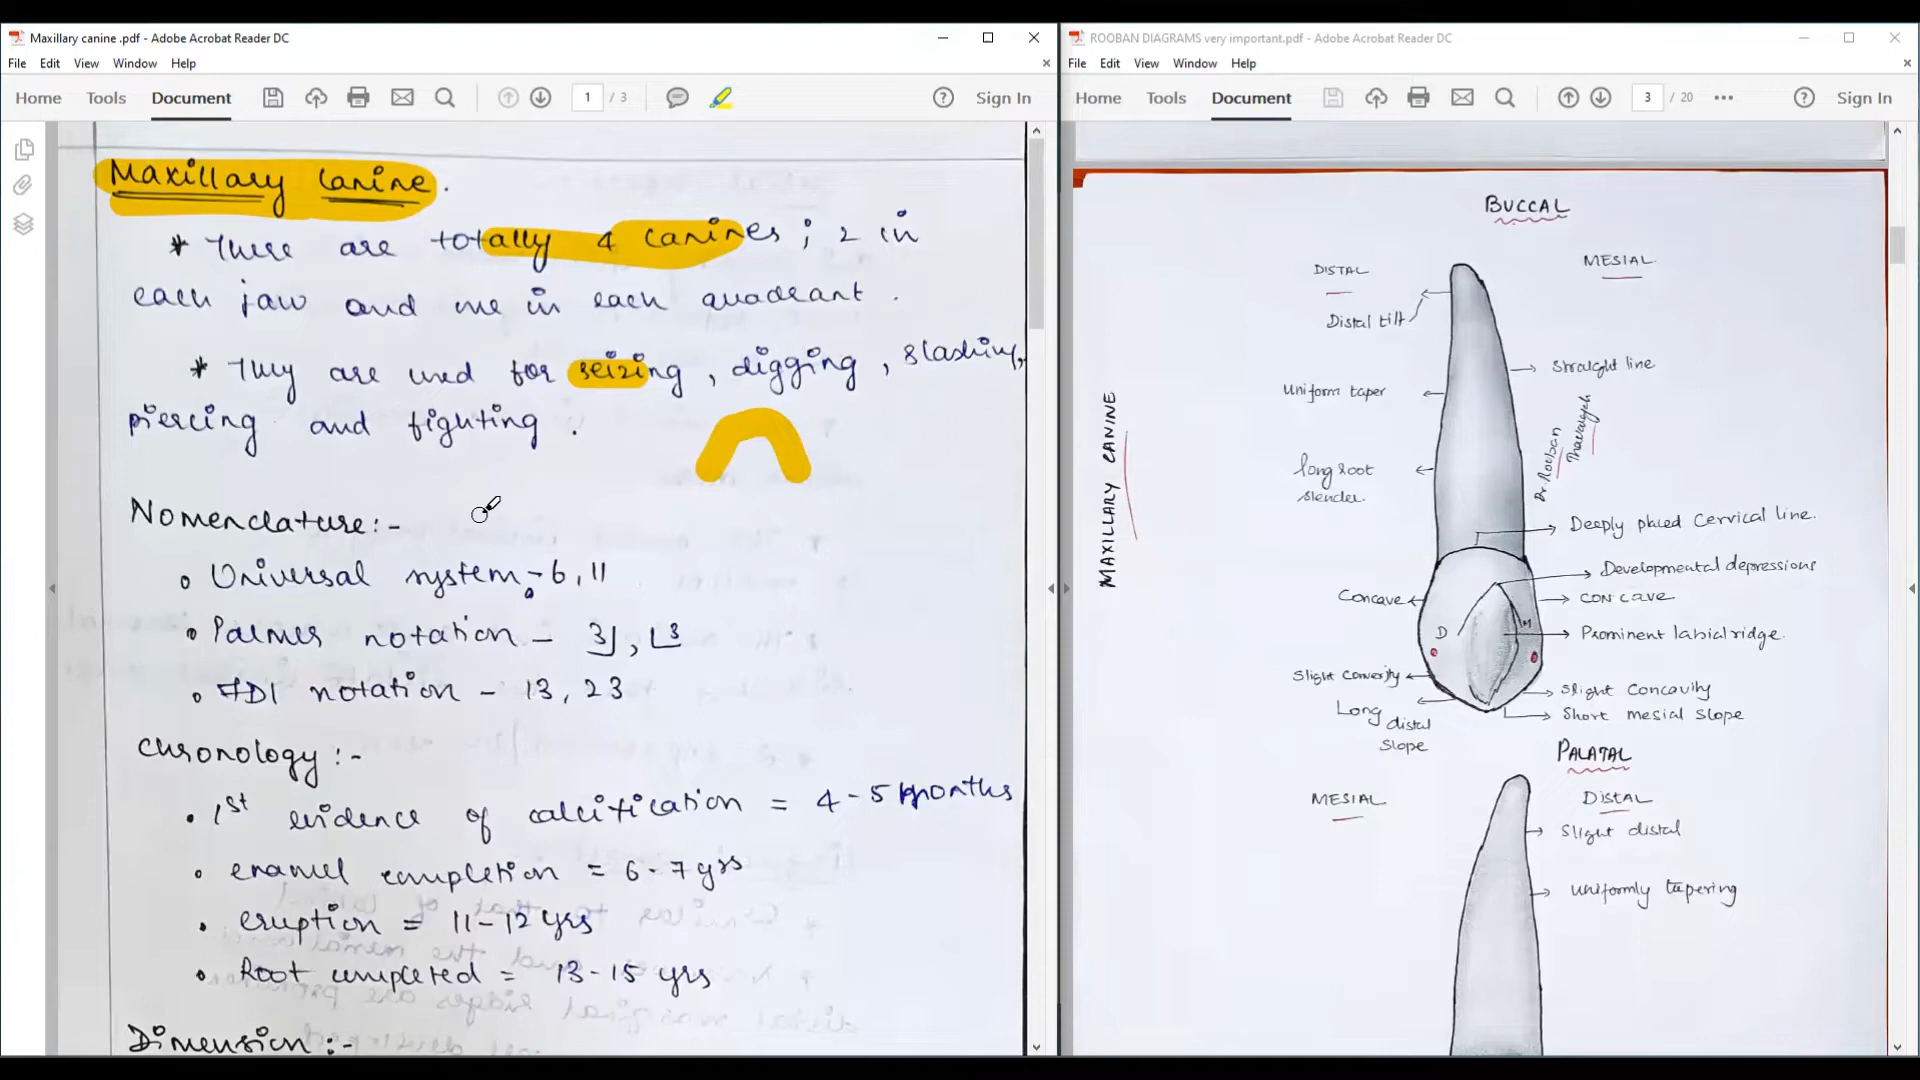 Maxillary canine .pdf - Adobe Acrobat Reader DC
File Edit View Window Help
Home Tools Document 1 / 3 Sign In
Maxillary Canine.
* There are totally 4 canines ; 2 in
each jaw and one in each quadrant .
* They are used for seizing, digging, slashing,
piercing and fighting .
Nomenclature:-
Universal system - 6, 11
Palmer notation - 3⏌, ⎿3
FDI notation - 13, 23
Chronology :-
1st evidence of calcification = 4 - 5 months
enamel completion = 6 - 7 yrs
eruption = 11 - 12 yrs
Root completed = 13 - 15 yrs
Dimension :-
ROOBAN DIAGRAMS very important.pdf - Adobe Acrobat Reader DC
File Edit View Window Help
Home Tools Document 3 / 20 Sign In
BUCCAL
DISTAL
MESIAL
Distal tilt
Straight line
Uniform taper
MAXILLARY CANINE
Dr. Rooban
Thavarajah
long root
slender.
Deeply placed Cervical line.
Developmental depressions
Concave
CONCAVE
D
M
Prominent labial ridge.
Slight convexity
Slight Concavity
Long distal
slope
Short mesial slope
PALATAL
MESIAL
DISTAL
Slight distal
uniformly tapering